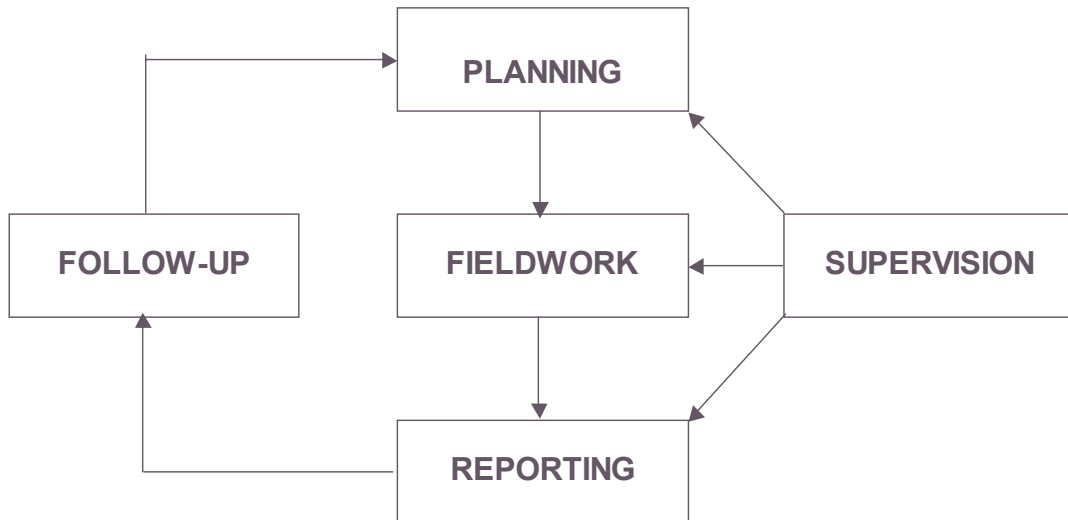 PLANNING
FOLLOW-UP
FIELDWORK
SUPERVISION
REPORTING